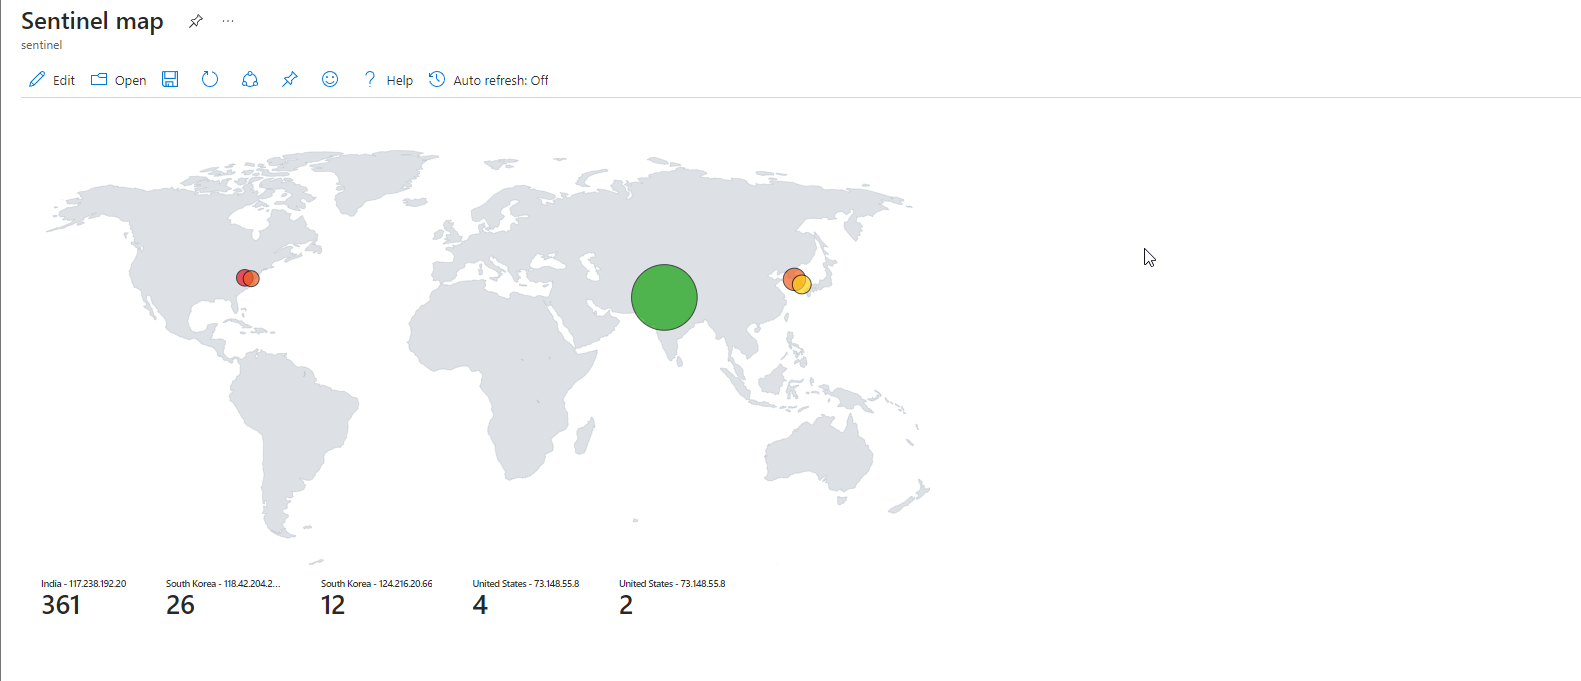 Sentinel map
sentinel
Edit Open Help Auto refresh: Off
India - 117.238.192.20 South Korea - 118.42.204.2... South Korea - 124.216.20.66 United States - 73.148.55.8 United States - 73.148.55.8
361 26 12 4 2